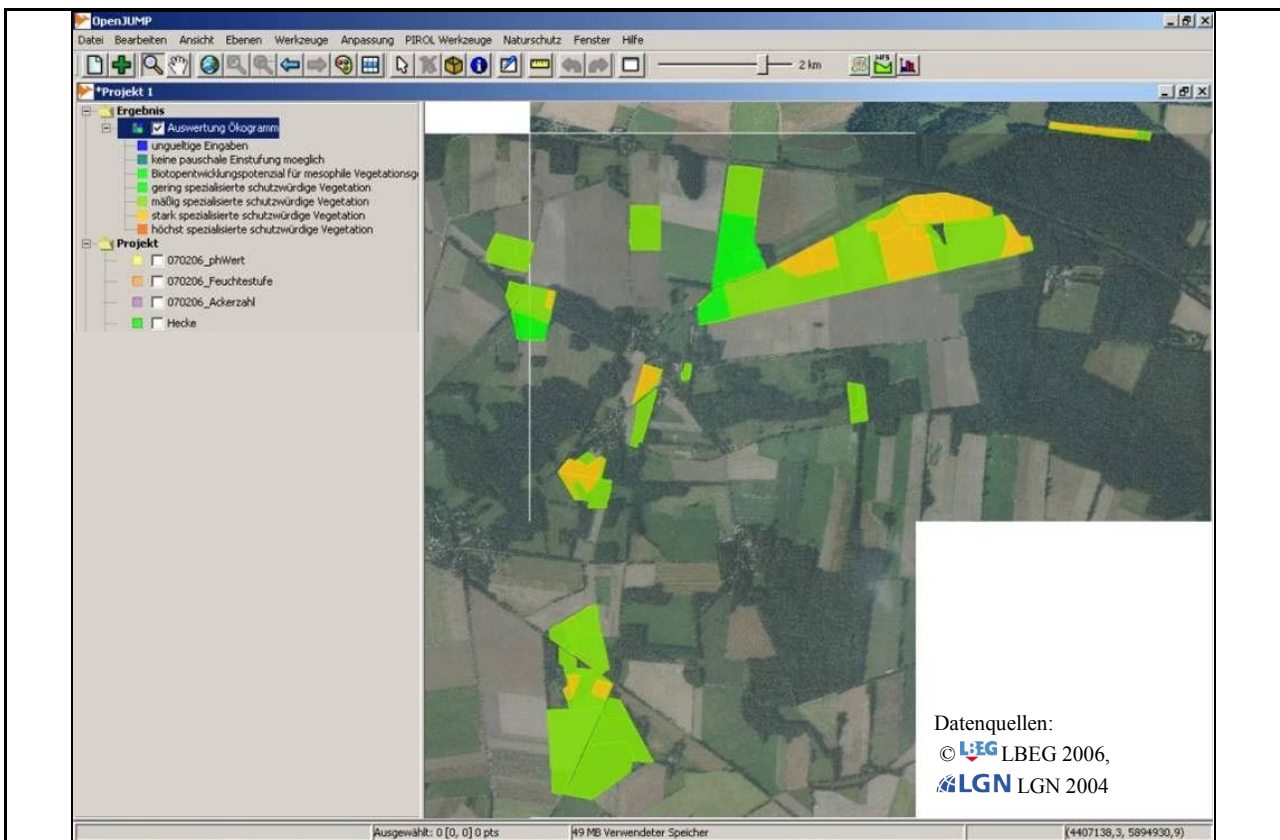 OpenJUMP
Datei Bearbeiten Ansicht Ebenen Werkzeuge Anpassung PIROL Werkzeuge Naturschutz Fenster Hilfe
2 km
WFS
*Projekt 1
Ergebnis
Auswertung Ökogramm
ungueltige Eingaben
keine pauschale Einstufung moeglich
Biotopentwicklungspotenzial für mesophile Vegetationsg
gering spezialisierte schutzwürdige Vegetation
mäßig spezialisierte schutzwürdige Vegetation
stark spezialisierte schutzwürdige Vegetation
höchst spezialisierte schutzwürdige Vegetation
Projekt
070206_phWert
070206_Feuchtestufe
070206_Ackerzahl
Hecke
Datenquellen:
© LBEG LBEG 2006,
LGN LGN 2004
Ausgewählt: 0 [0, 0] 0 pts 49 MB Verwendeter Speicher (4407138,3, 5894930,9)